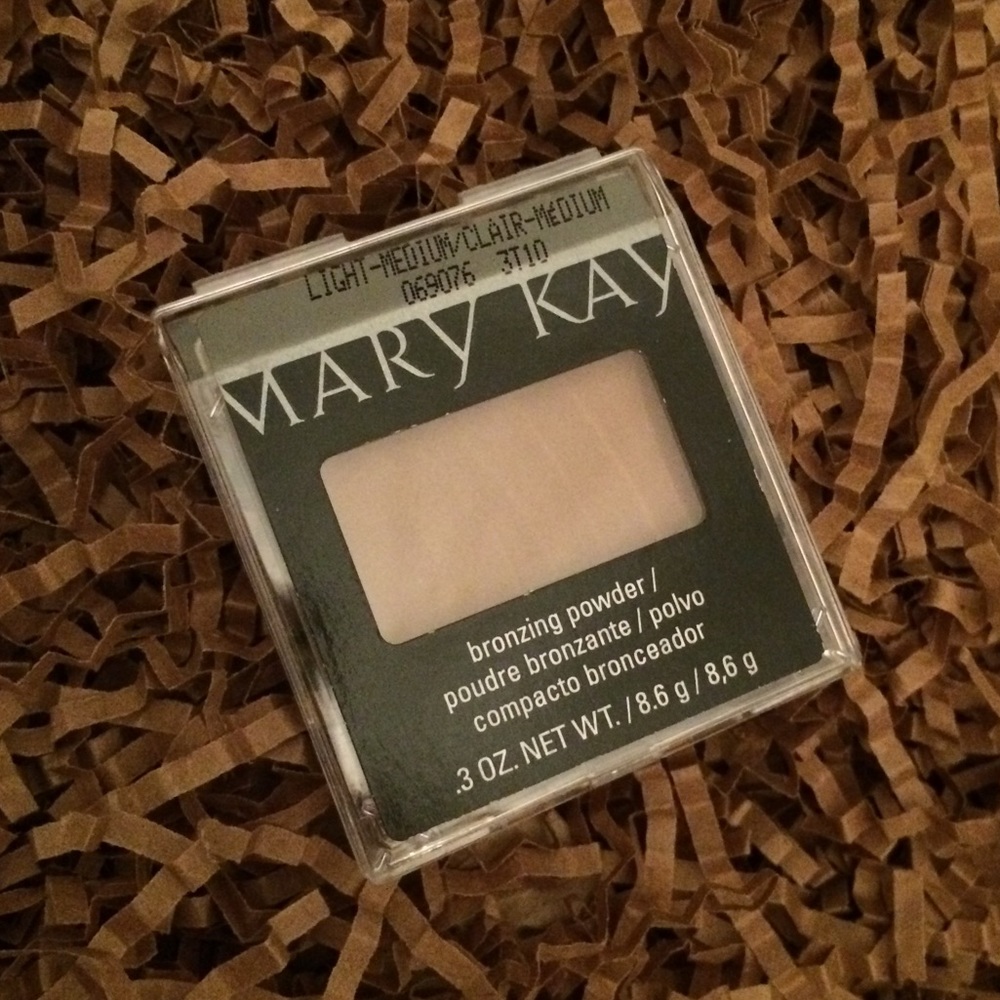 LIGHT-MEDIUM/CLAIR-MéDIUM
069076 3T10
MARY KAY
bronzing powder /
poudre bronzante / polvo
compacto bronceador
.3 OZ. NET WT. / 8.6 g / 8,6 g